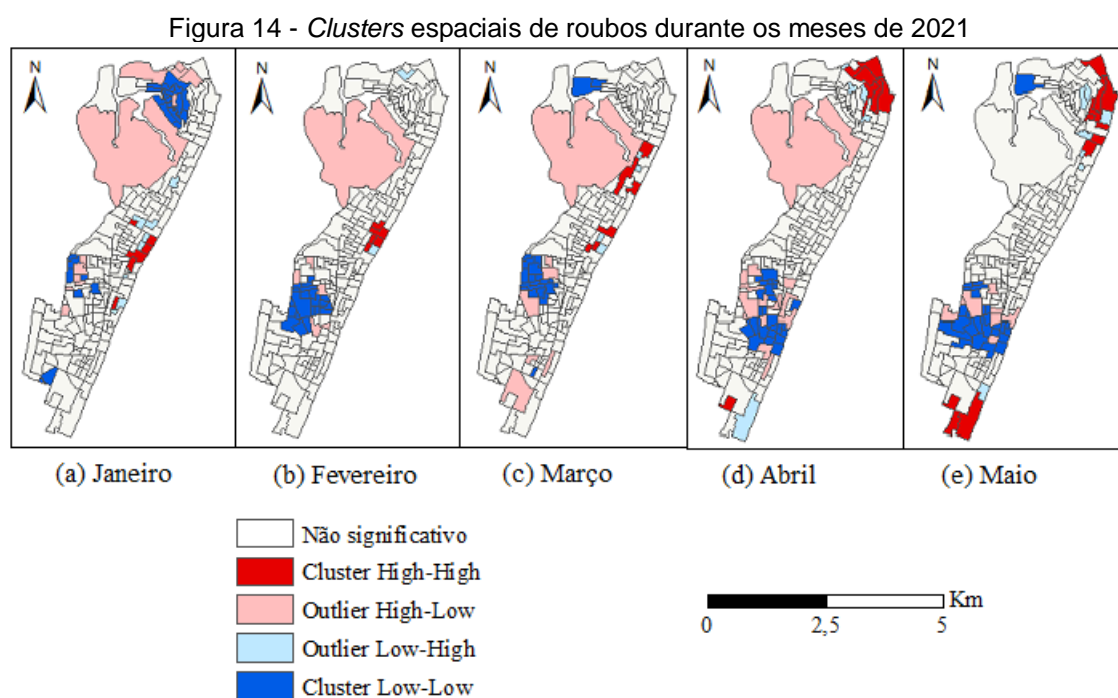 Figura 14 - Clusters espaciais de roubos durante os meses de 2021
N
N
N
N
N
(a) Janeiro
(b) Fevereiro
(c) Março
(d) Abril
(e) Maio
Não significativo
Cluster High-High
Outlier High-Low
Outlier Low-High
Cluster Low-Low
Km
0 2,5 5